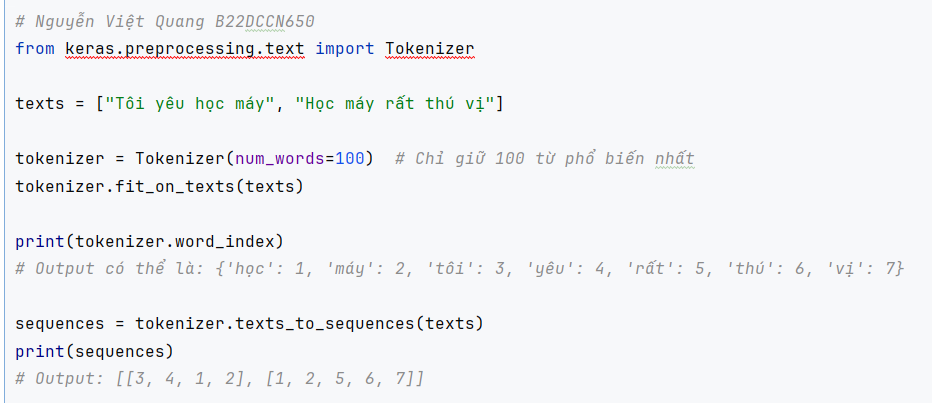 # Nguyễn Việt Quang B22DCCN650
from keras.preprocessing.text import Tokenizer
texts = ["Tôi yêu học máy", "Học máy rất thú vị"]
tokenizer = Tokenizer(num_words=100)  # Chỉ giữ 100 từ phổ biến nhất
tokenizer.fit_on_texts(texts)
print(tokenizer.word_index)
# Output có thể là: {'học': 1, 'máy': 2, 'tôi': 3, 'yêu': 4, 'rất': 5, 'thú': 6, 'vị': 7}
sequences = tokenizer.texts_to_sequences(texts)
print(sequences)
# Output: [[3, 4, 1, 2], [1, 2, 5, 6, 7]]